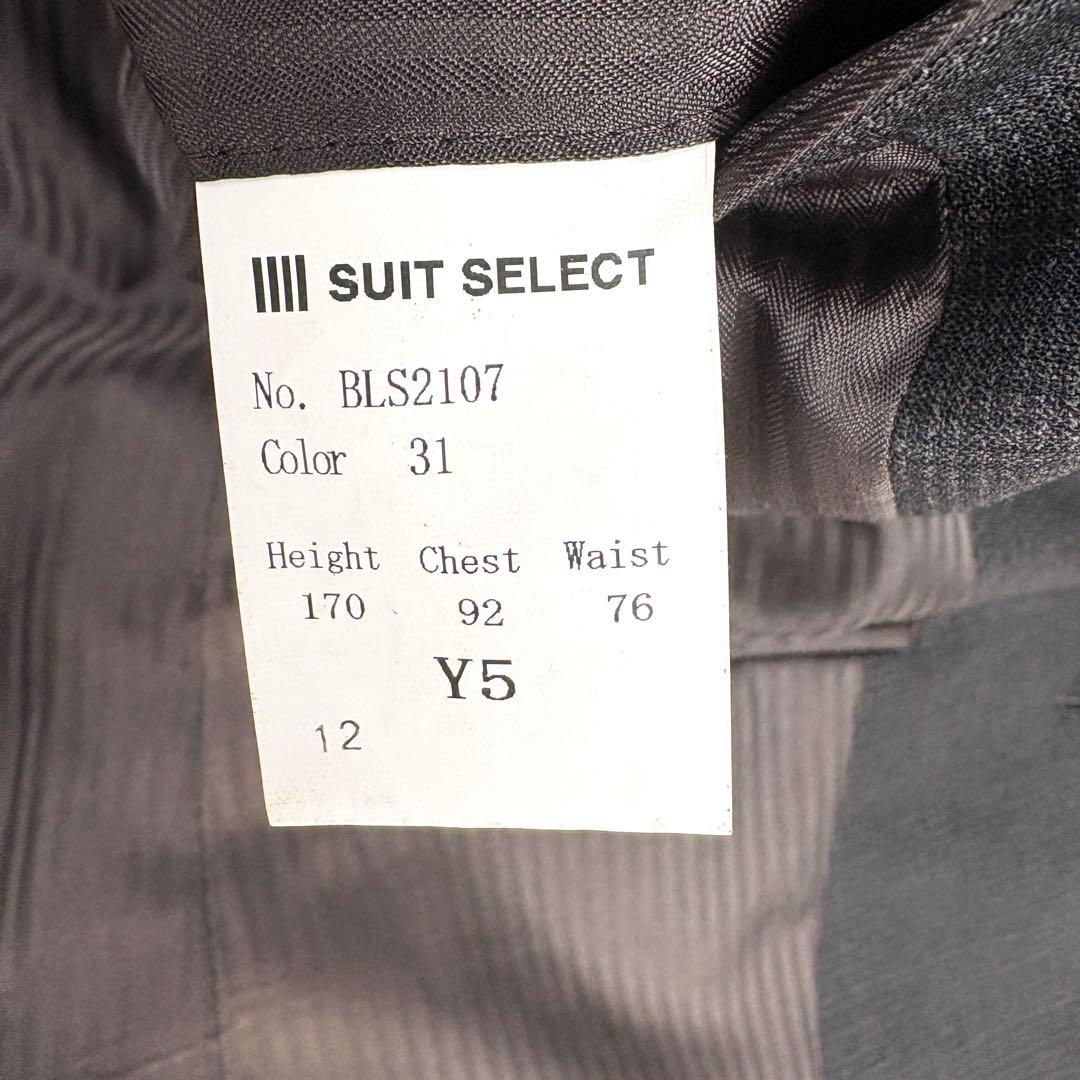 SUIT SELECT
No. BLS2107
Color 31
Height Chest Waist
170 92 76
Y5
12